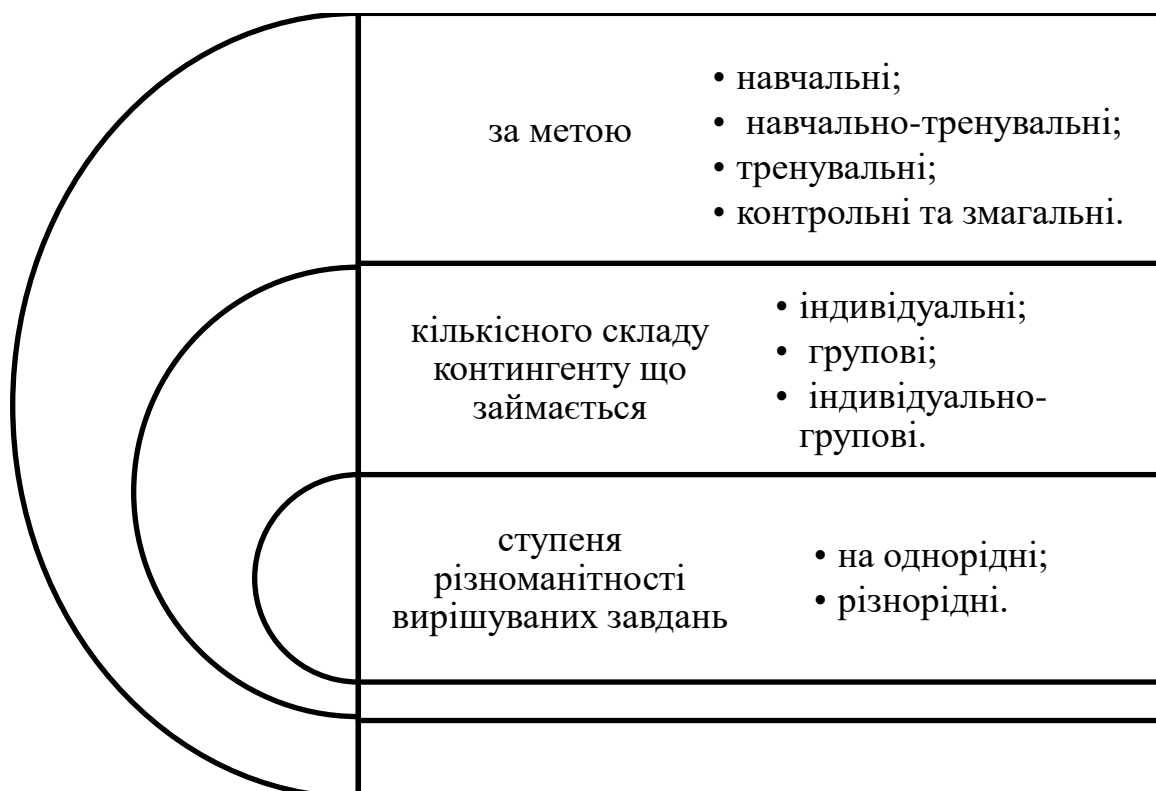 за метою
• навчальні;
• навчально-тренувальні;
• тренувальні;
• контрольні та змагальні.
кількісного складу
контингенту що
займається
• індивідуальні;
• групові;
• індивідуально-
групові.
ступеня
різноманітності
вирішуваних завдань
• на однорідні;
• різнорідні.